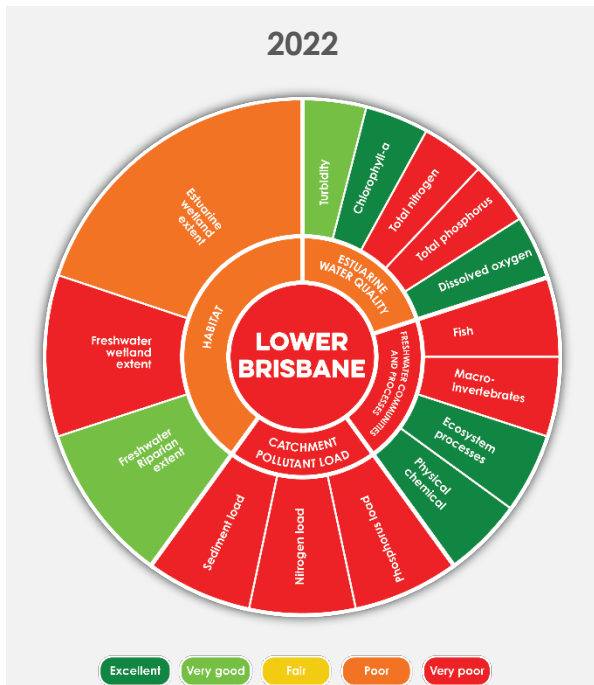 2022
Turbidity
Chlorophyll-a
Total nitrogen
Total phosphorus
Dissolved oxygen
Fish
Macro-
Invertebrates
Ecosystem
processes
Physical
chemical
Phosphorus load
Nitrogen load
Sediment load
Freshwater
Riparian
extent
Freshwater
wetland
extent
Estuarine
wetland
extent
ESTUARINE
WATER QUALITY
FRESHWATER COMMUNITIES
AND PROCESSES
CATCHMENT
POLLUTANT LOAD
HABITAT
LOWER
BRISBANE
Excellent
Very good
Fair
Poor
Very poor